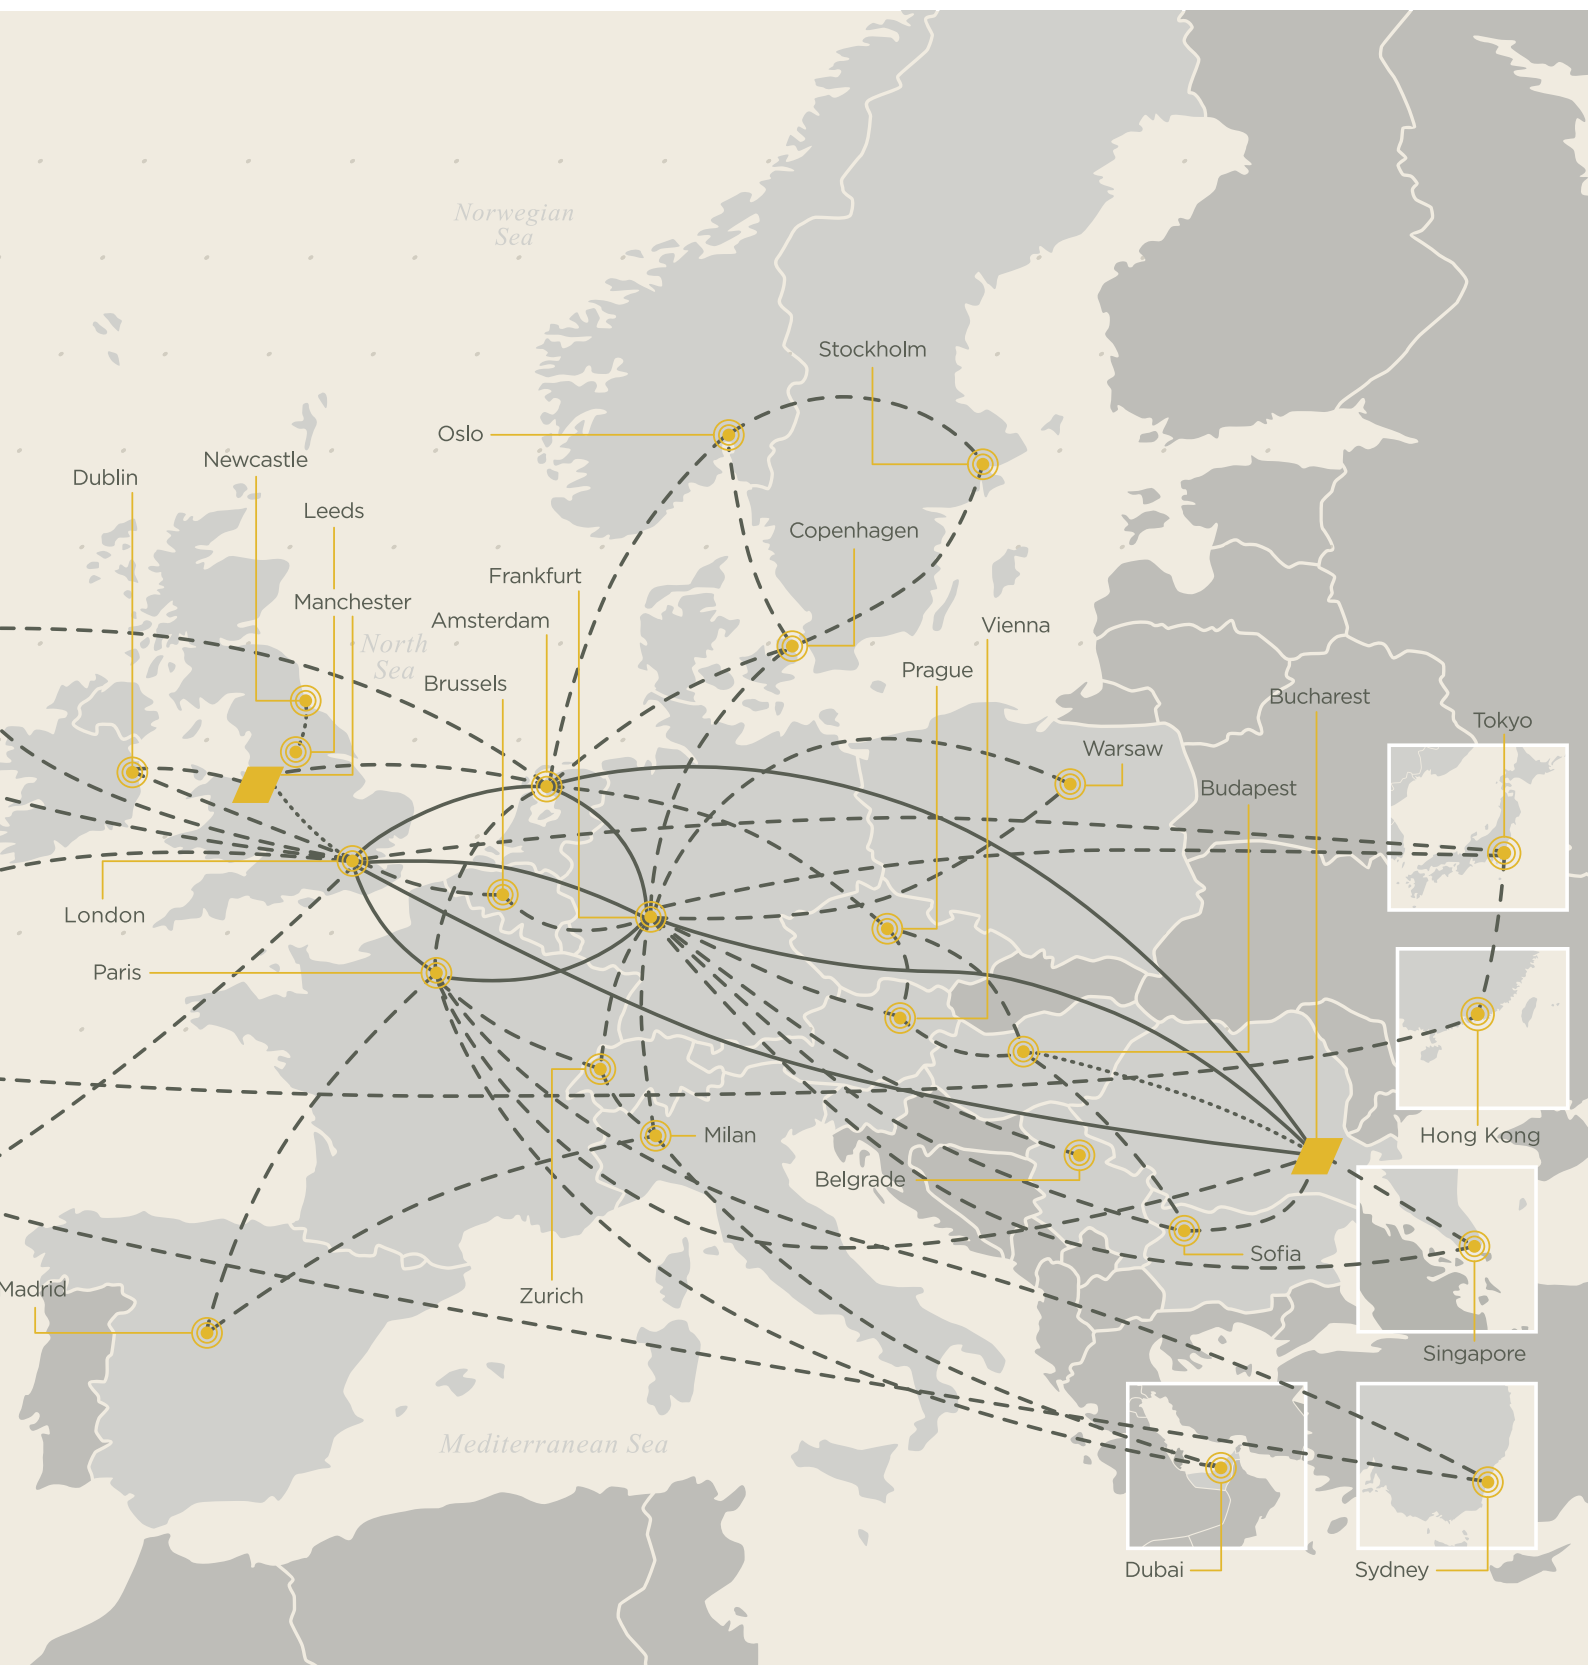 Norwegian
Sea
Stockholm
Oslo
Newcastle
Dublin
Leeds
Copenhagen
Frankfurt
Manchester
Amsterdam
Vienna
North
Sea
Prague
Brussels
Bucharest
Tokyo
Warsaw
Budapest
London
Paris
Milan
Hong Kong
Belgrade
Sofia
Madrid
Zurich
Singapore
Mediterranean Sea
Dubai
Sydney